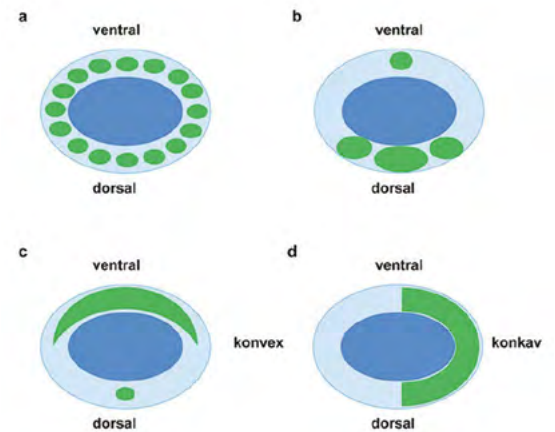 a
ventral
dorsal
b
ventral
dorsal
c
ventral
konvex
dorsal
d
ventral
konkav
dorsal